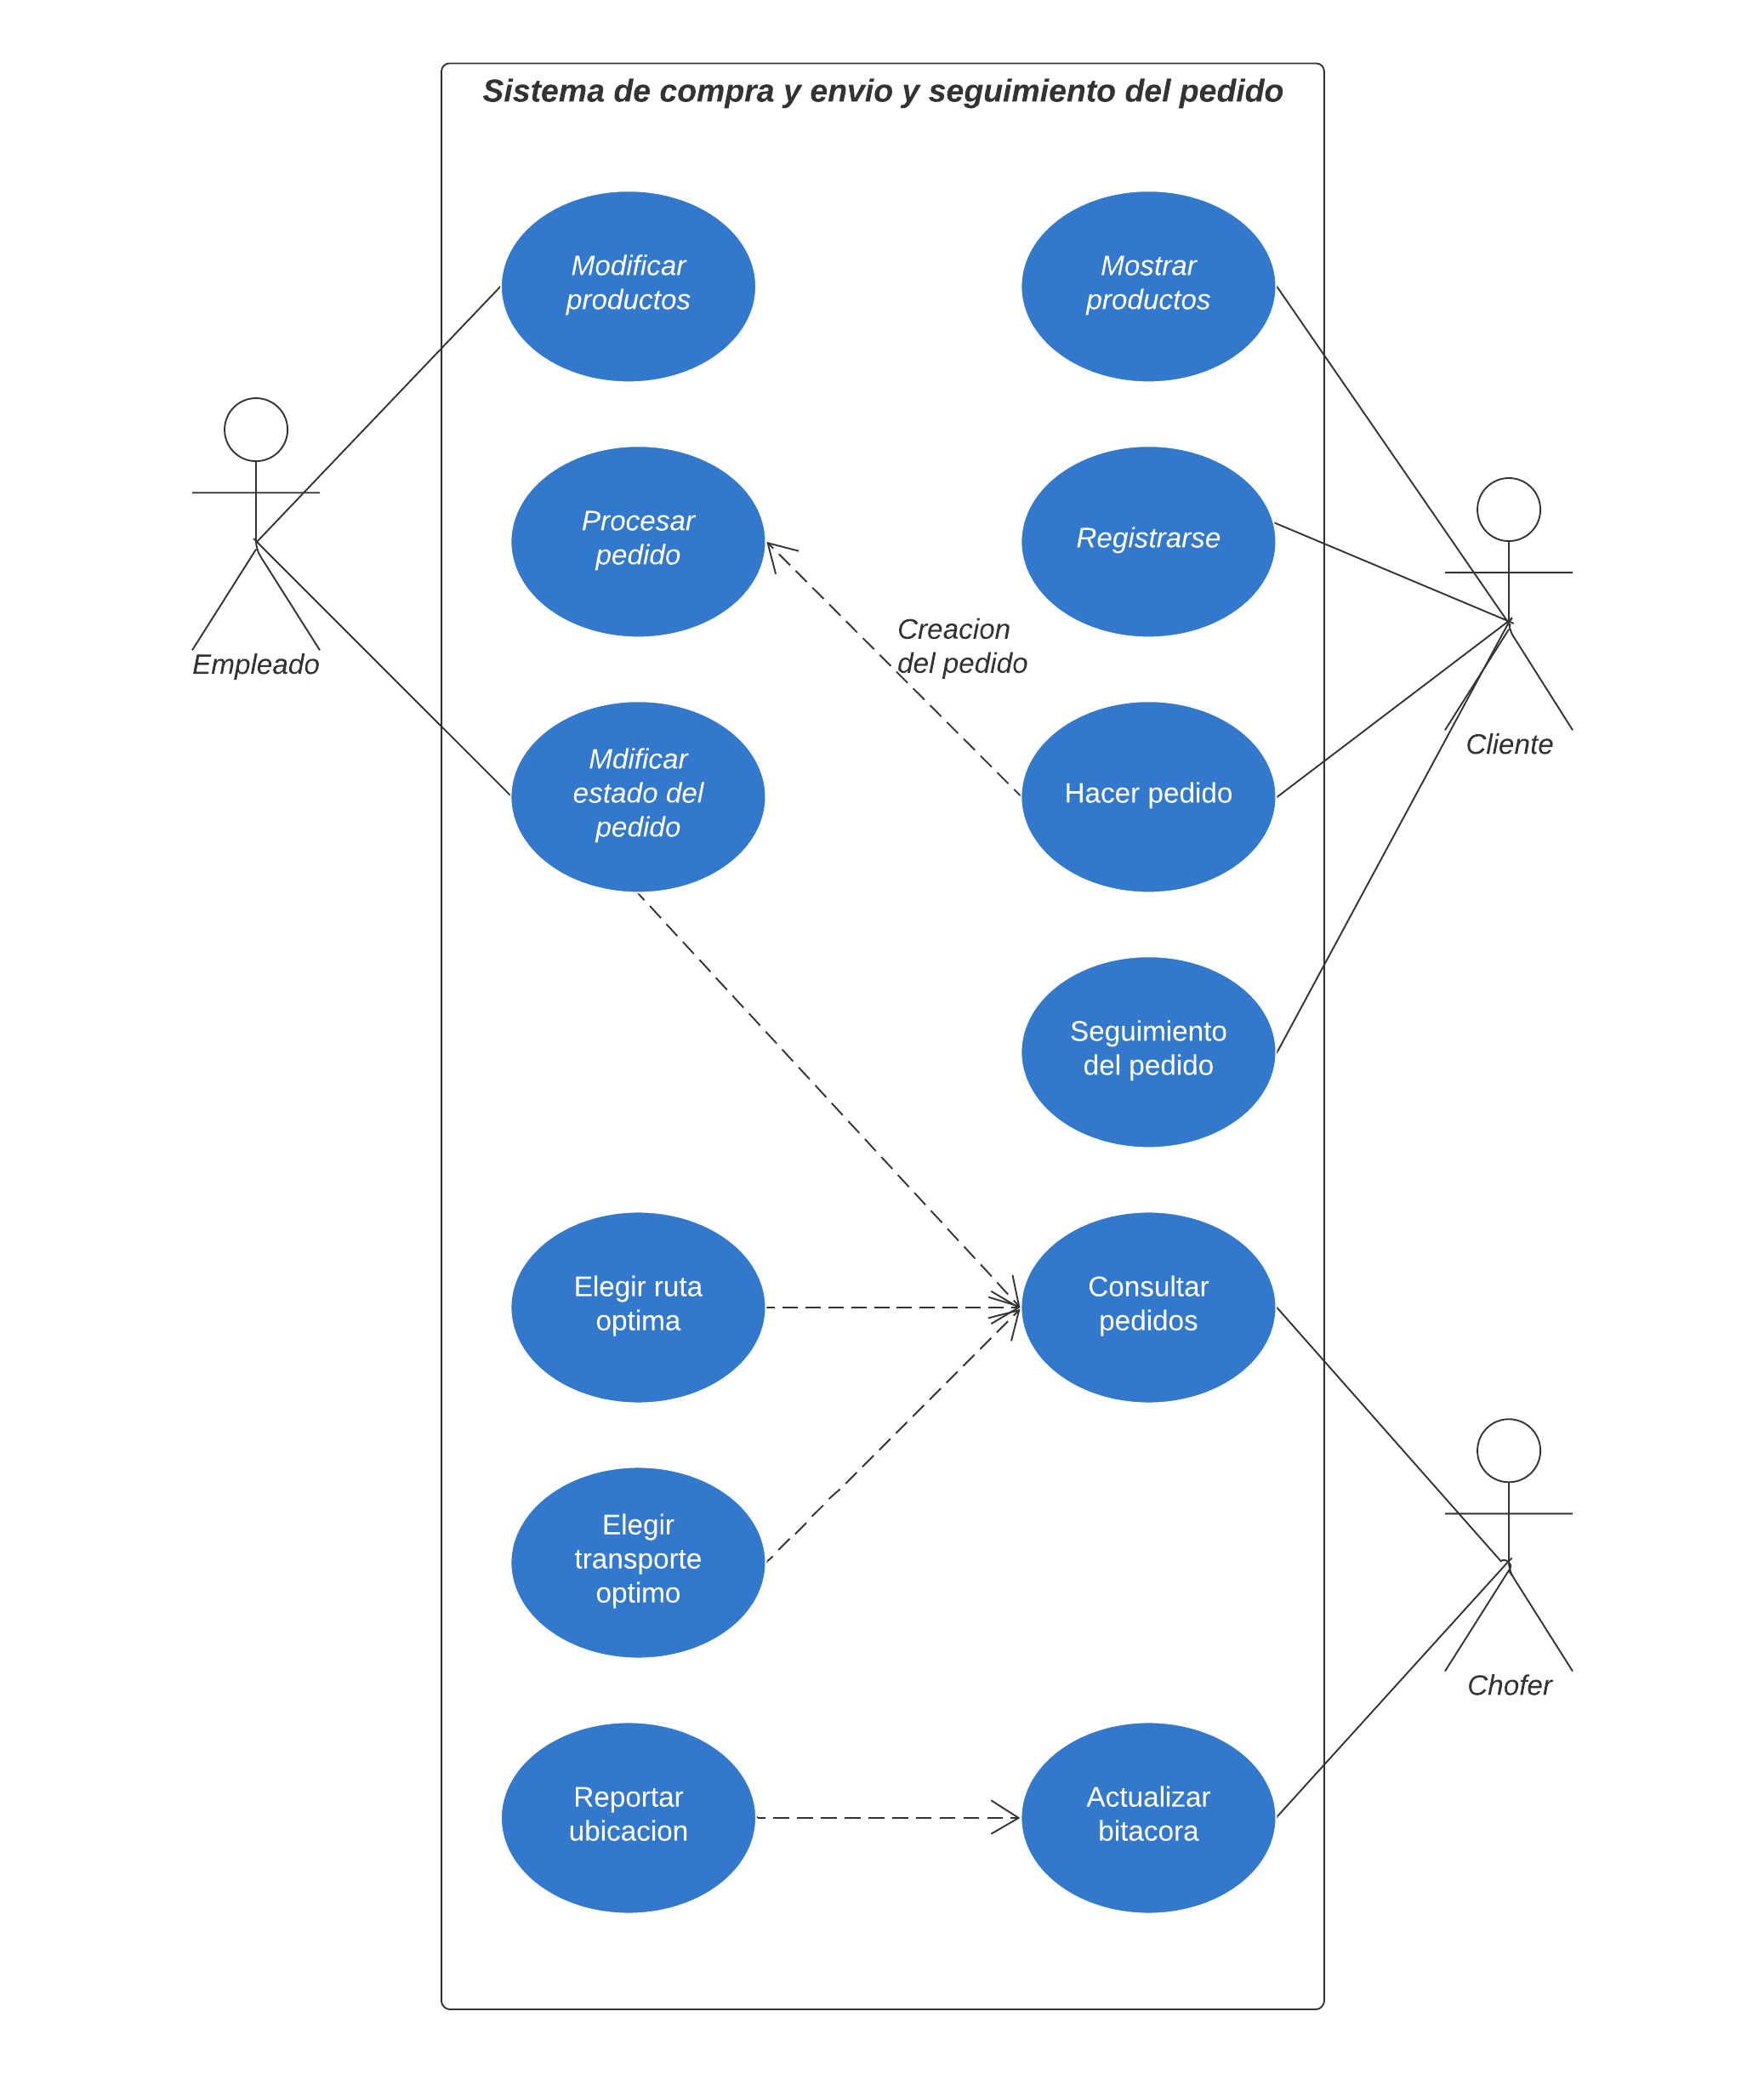 Sistema de compra y envio y seguimiento del pedido
Modificar
productos
Mostrar
productos
Procesar
pedido
Registrarse
Creacion
del pedido
Empleado
Mdificar
estado del
pedido
Hacer pedido
Cliente
Seguimiento
del pedido
Elegir ruta
optima
Consultar
pedidos
Elegir
transporte
optimo
Chofer
Reportar
ubicacion
Actualizar
bitacora